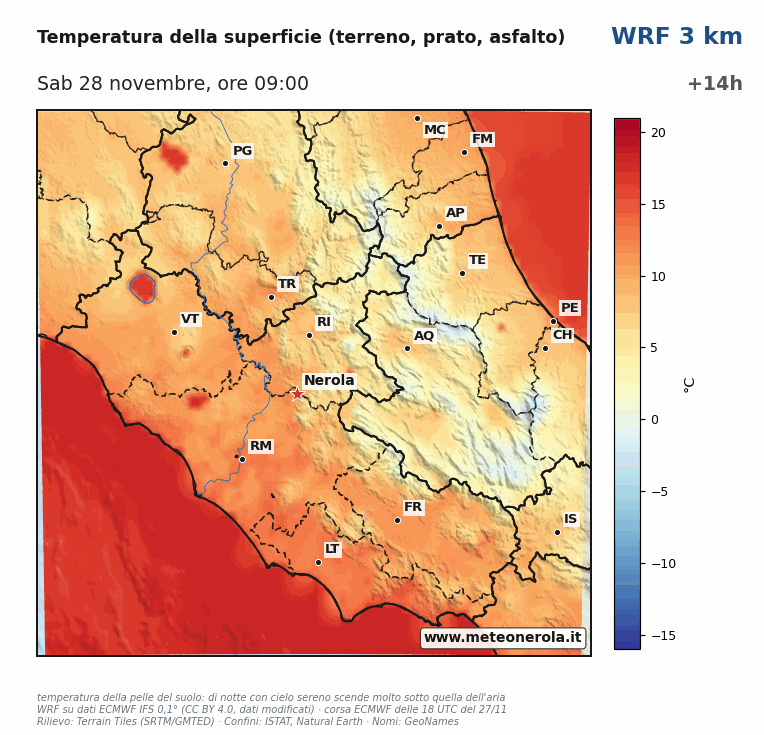 Temperatura della superficie (terreno, prato, asfalto)
WRF 3 km
Sab 28 novembre, ore 09:00
+14h
MC
FM
PG
AP
TE
TR
PE
VT
RI
AQ
CH
Nerola
RM
FR
IS
LT
www.meteonerola.it
20
15
10
5
0
−5
−10
−15
°C
temperatura della pelle del suolo: di notte con cielo sereno scende molto sotto quella dell'aria
WRF su dati ECMWF IFS 0,1° (CC BY 4.0, dati modificati) · corsa ECMWF delle 18 UTC del 27/11
Rilievo: Terrain Tiles (SRTM/GMTED) · Confini: ISTAT, Natural Earth · Nomi: GeoNames